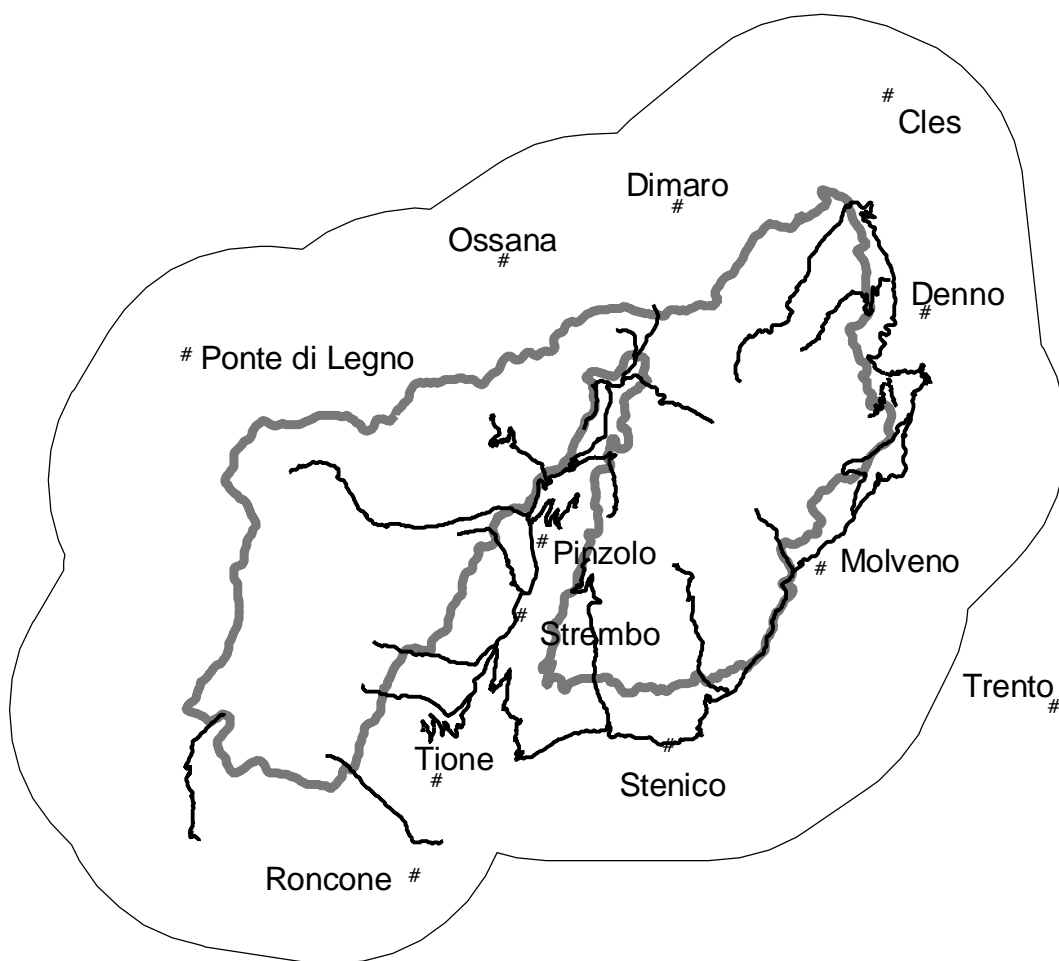 #
Cles
Dimaro
#
Ossana
#
Denno
#
# Ponte di Legno
#
Pinzolo
# Molveno
#
Strembo
Trento
#
#
Tione
#
Stenico
Roncone #